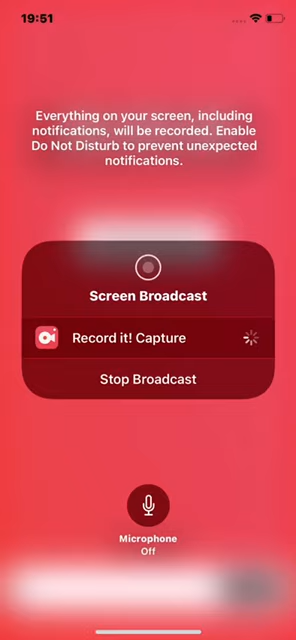 19:51
Everything on your screen, including
notifications, will be recorded. Enable
Do Not Disturb to prevent unexpected
notifications.
Screen Broadcast
Record it! Capture
Stop Broadcast
Microphone
Off